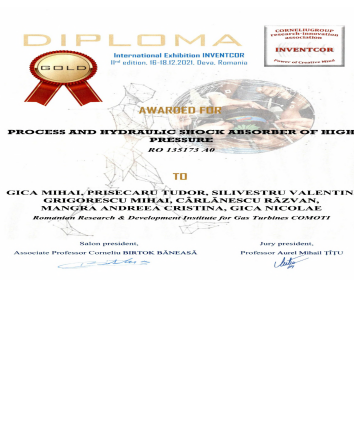 DIPLOMA
CORNELIUGROUP
research-innovation
association
INVENTCOR
Power of Creative Mind
International Exhibition INVENTCOR
IInd edition, 16-18.12.2021, Deva, Romania
GOLD
AWARDED FOR
PROCESS AND HYDRAULIC SHOCK ABSORBER OF HIGH
PRESSURE
RO 135173 A0
TO
GICA MIHAI, PRISECARU TUDOR, SILIVESTRU VALENTIN
GRIGORESCU MIHAI, CÂRLĂNESCU RĂZVAN,
MANGRA ANDREEA CRISTINA, GICA NICOLAE
Romanian Research & Development Institute for Gas Turbines COMOTI
Salon president,
Jury president,
Associate Professor Corneliu BIRTOK BĂNEASĂ
Professor Aurel Mihail ȚÎȚU